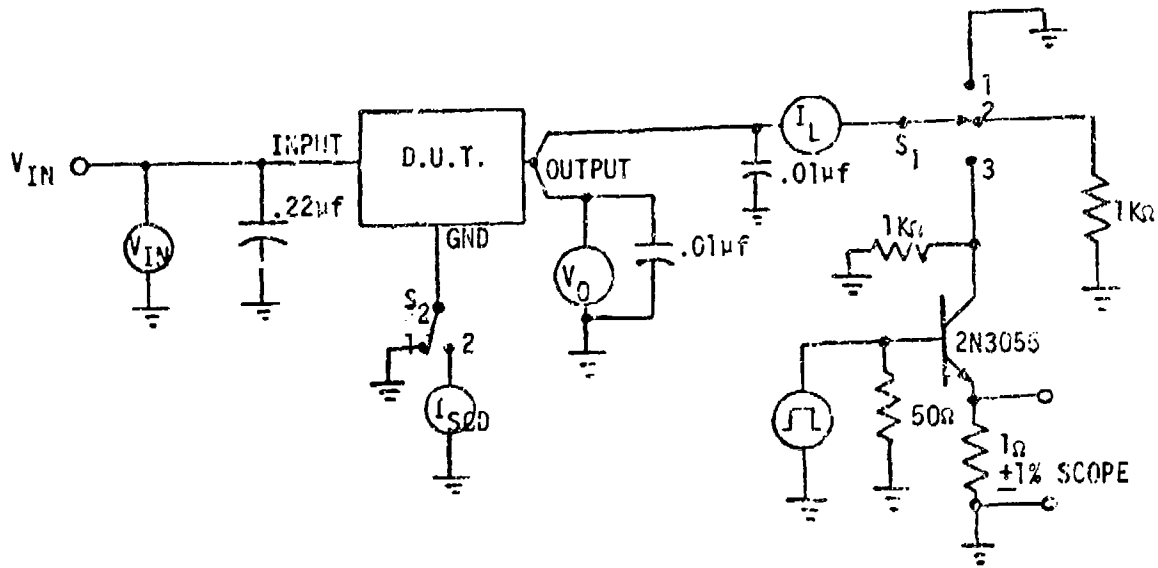 1
2
I_L
S_1
3
V_IN
INPUT
D.U.T.
OUTPUT
.01µf
1KΩ
.22µf
GND
V_IN
V_O
.01µf
1KΩ
S_2
1
2
2N3055
I_SCD
50Ω
1Ω
±1% SCOPE